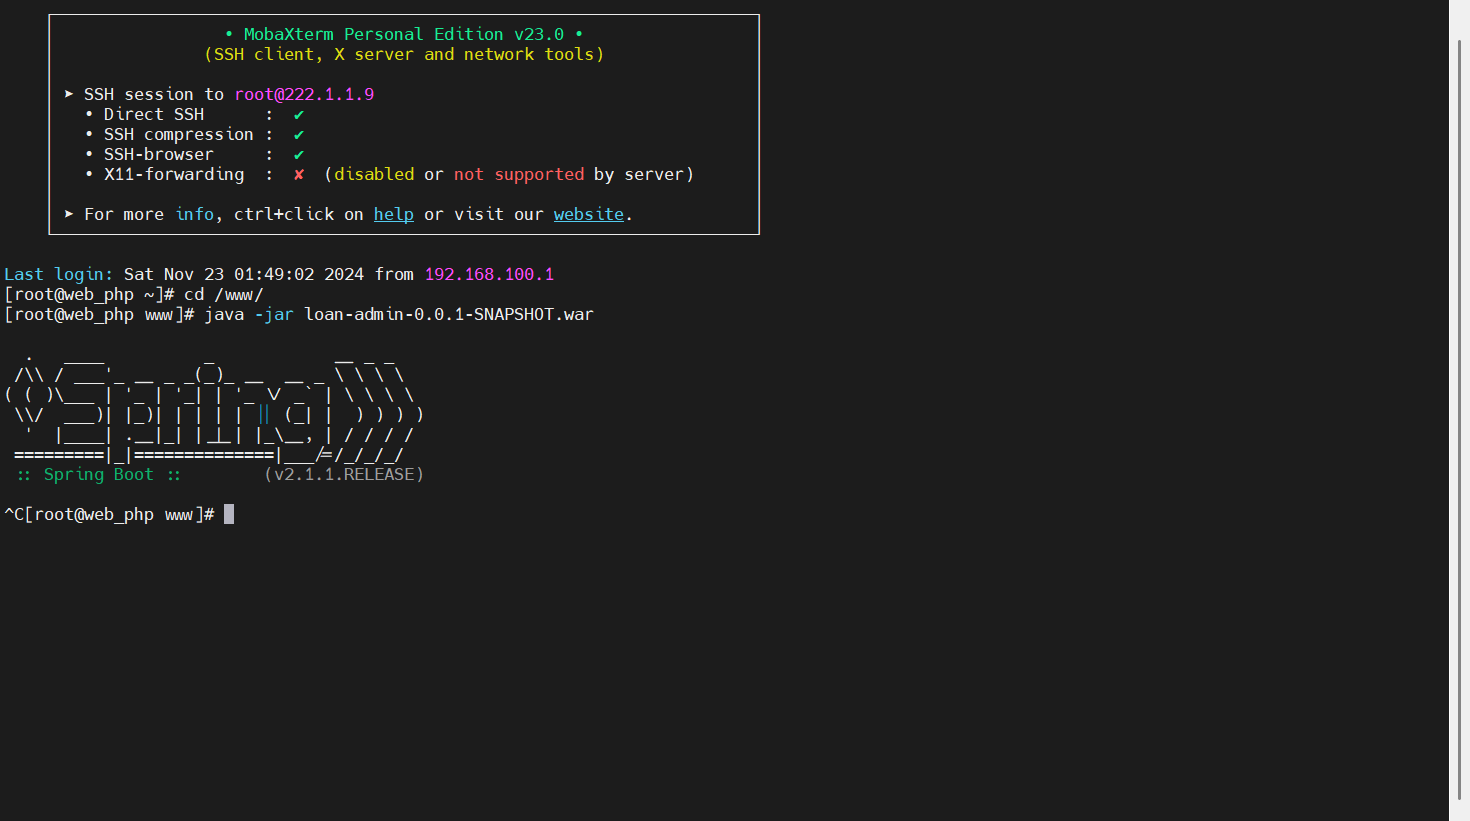 • MobaXterm Personal Edition v23.0 •
(SSH client, X server and network tools)
➤ SSH session to root@222.1.1.9
• Direct SSH      :  ✔
• SSH compression :  ✔
• SSH-browser     :  ✔
• X11-forwarding  :  ✘  (disabled or not supported by server)
➤ For more info, ctrl+click on help or visit our website.
Last login: Sat Nov 23 01:49:02 2024 from 192.168.100.1
[root@web_php ~]# cd /www/
[root@web_php www]# java -jar loan-admin-0.0.1-SNAPSHOT.war
  .   ____          _            __ _ _
 /\\ / ___'_ __ _ _(_)_ __  __ _ \ \ \ \
( ( )\___ | '_ | '_| | '_ \/ _` | \ \ \ \
 \\/  ___)| |_)| | | | | || (_| |  ) ) ) )
  '  |____| .__|_| |_|_| |_\__, | / / / /
 =========|_|==============|___/=/_/_/_/
 :: Spring Boot ::        (v2.1.1.RELEASE)
^C[root@web_php www]#